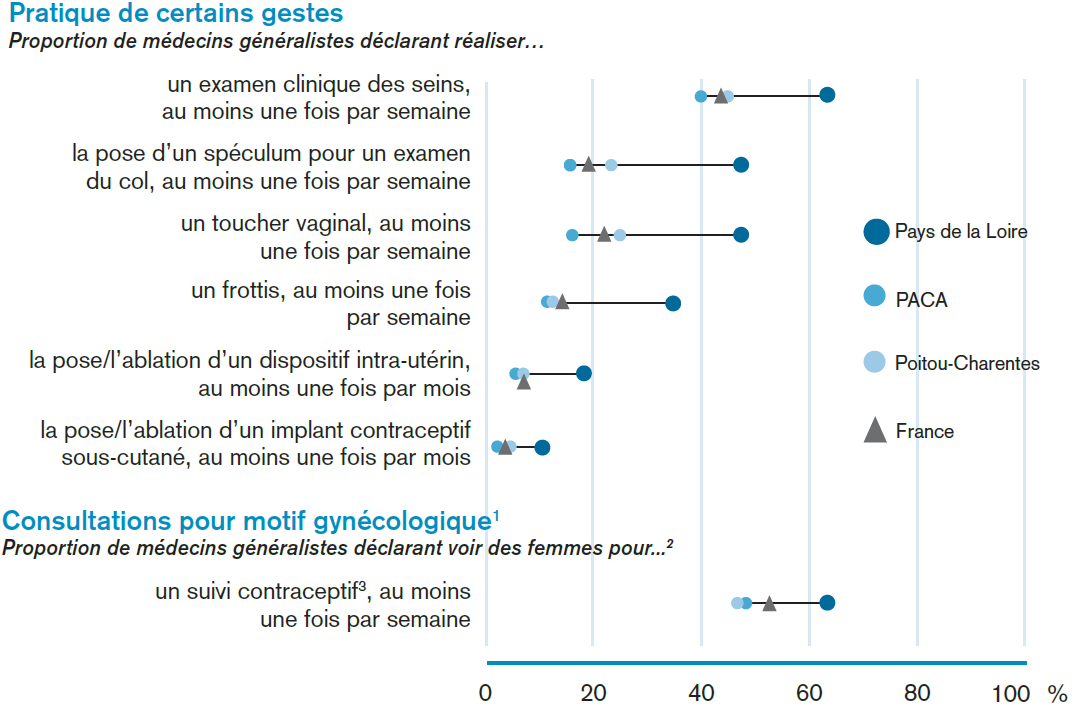 Pratique de certains gestes
Proportion de médecins généralistes déclarant réaliser…
un examen clinique des seins,
au moins une fois par semaine
la pose d’un spéculum pour un examen
du col, au moins une fois par semaine
un toucher vaginal, au moins
une fois par semaine
un frottis, au moins une fois
par semaine
la pose/l’ablation d’un dispositif intra-utérin,
au moins une fois par mois
la pose/l’ablation d’un implant contraceptif
sous-cutané, au moins une fois par mois
Pays de la Loire
PACA
Poitou-Charentes
France
Consultations pour motif gynécologique¹
Proportion de médecins généralistes déclarant voir des femmes pour...²
un suivi contraceptif³, au moins
une fois par semaine
0 20 40 60 80 100 %